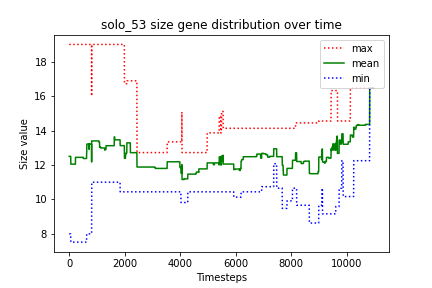 solo_53 size gene distribution over time
max
mean
min
Size value
18
16
14
12
10
8
0 2000 4000 6000 8000 10000
Timesteps